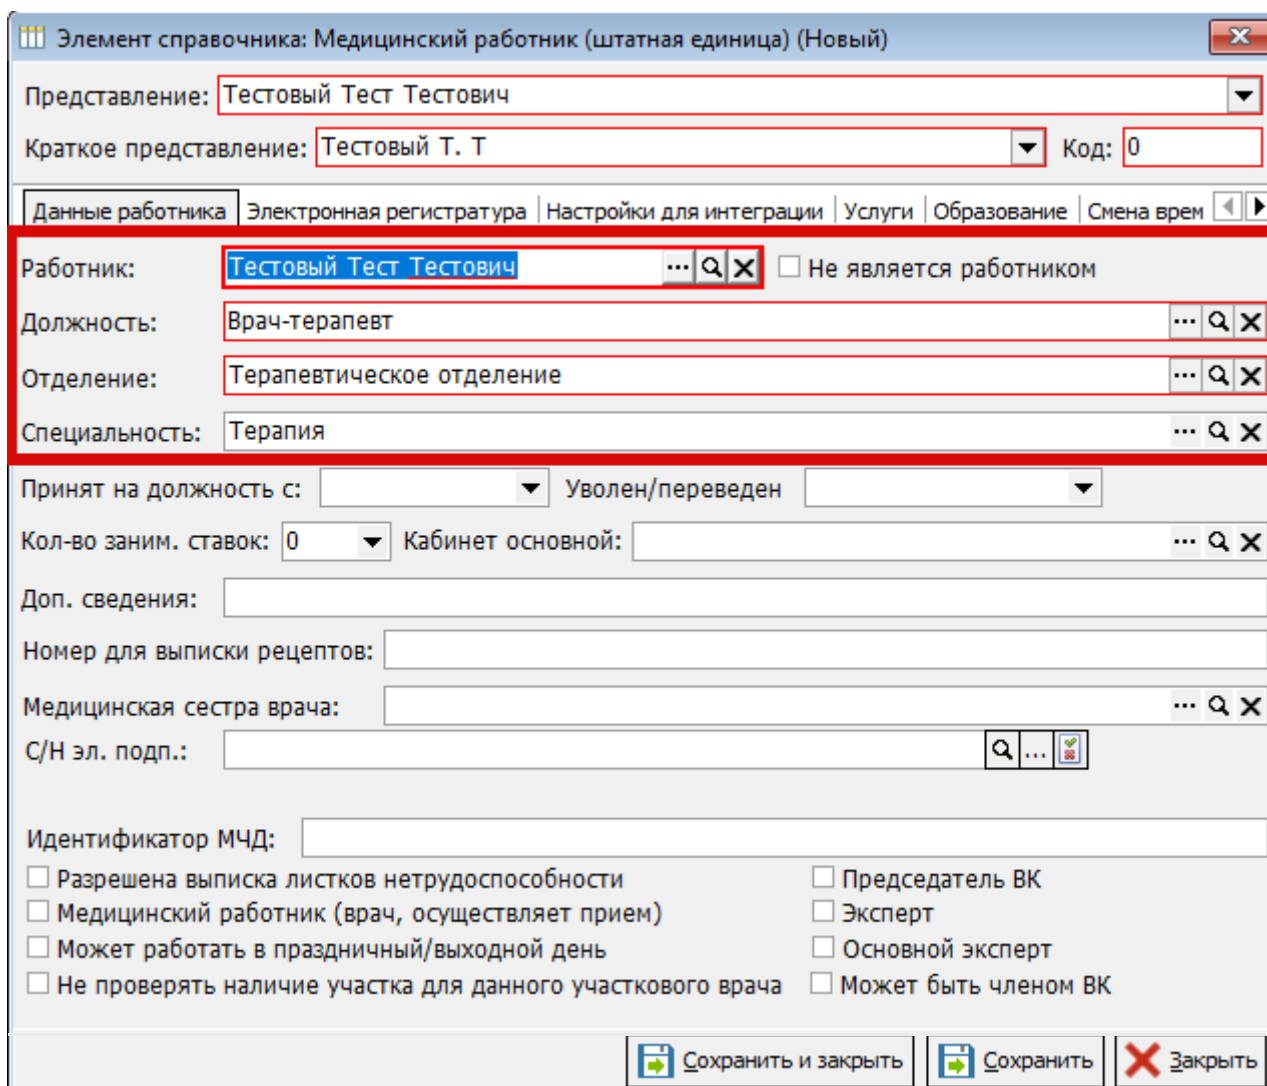 Элемент справочника: Медицинский работник (штатная единица) (Новый)
Представление: Тестовый Тест Тестович
Краткое представление: Тестовый Т. Т Код: 0
Данные работника Электронная регистратура Настройки для интеграции Услуги Образование Смена врем
Работник: Тестовый Тест Тестович ... Не является работником
Должность: Врач-терапевт ...
Отделение: Терапевтическое отделение ...
Специальность: Терапия ...
Принят на должность с: Уволен/переведен
Кол-во заним. ставок: 0 Кабинет основной: ...
Доп. сведения:
Номер для выписки рецептов:
Медицинская сестра врача: ...
С/Н эл. подп.: ...
Идентификатор МЧД:
Разрешена выписка листков нетрудоспособности Председатель ВК
Медицинский работник (врач, осуществляет прием) Эксперт
Может работать в праздничный/выходной день Основной эксперт
Не проверять наличие участка для данного участкового врача Может быть членом ВК
Сохранить и закрыть Сохранить Закрыть